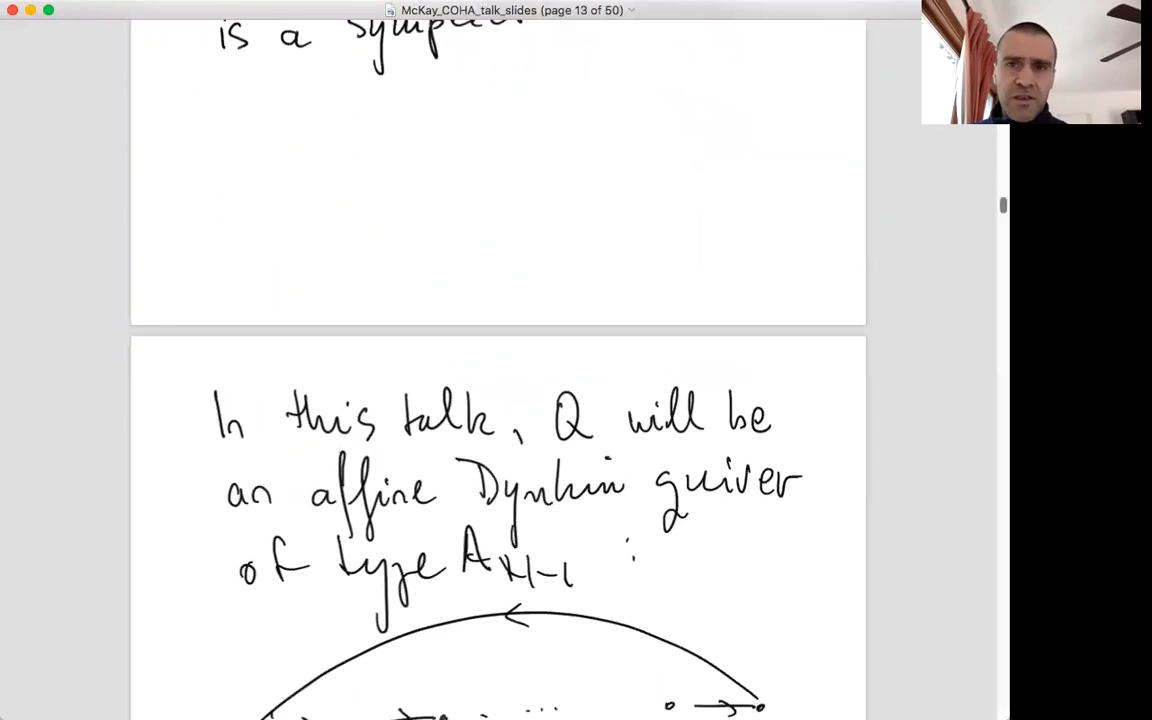 McKay_COHA_talk_slides (page 13 of 50)
is a
In this talk, Q will be
an affine Dynkin quiver
of type A_{H-1} :
...